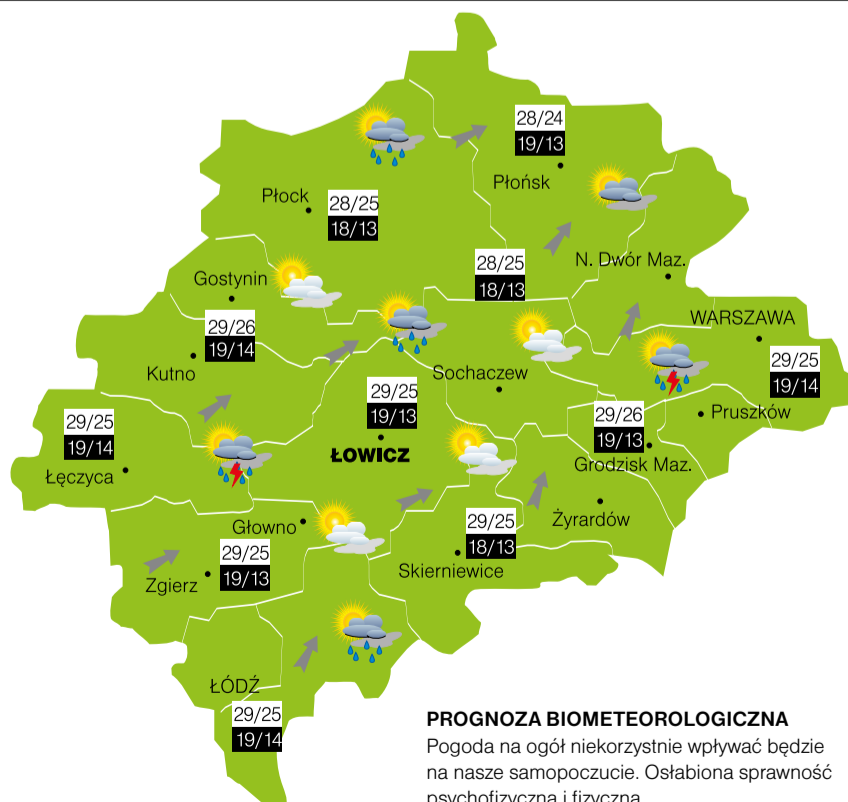 28/24
19/13
Płońsk
Płock
28/25
18/13
N. Dwór Maz.
28/25
18/13
Gostynin
29/26
19/14
Kutno
WARSZAWA
29/25
19/14
Sochaczew
29/25
19/13
ŁOWICZ
Pruszków
29/26
19/13
Grodzisk Maz.
29/25
19/14
Łęczyca
Żyrardów
Głowno
29/25
18/13
Skierniewice
29/25
19/13
Zgierz
ŁÓDŹ
29/25
19/14
PROGNOZA BIOMETEOROLOGICZNA
Pogoda na ogół niekorzystnie wpływać będzie
na nasze samopoczucie. Osłabiona sprawność
psychofizyczna i fizyczna.